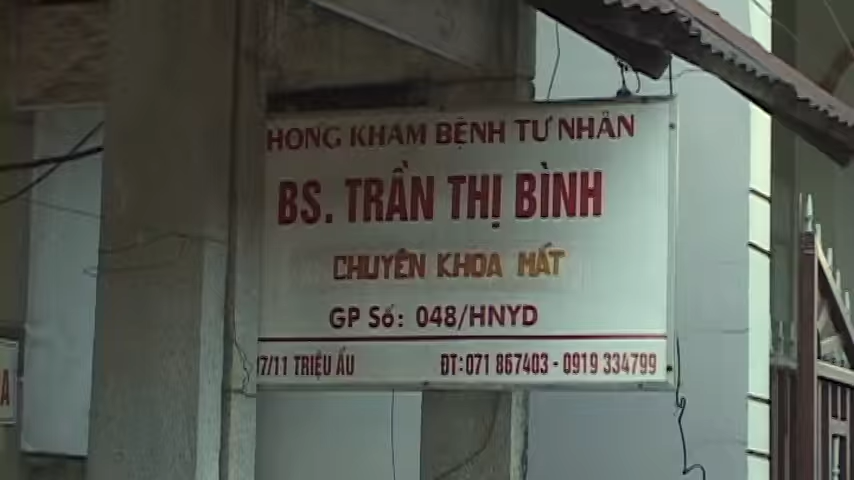 HONG KHAM BỆNH TƯ NHÂN
BS. TRẦN THỊ BÌNH
CHUYÊN KHOA MẮT
GP Số: 048/HNYD
17/11 TRIỆU ẨU
ĐT: 071 867403 - 0919 334799
A